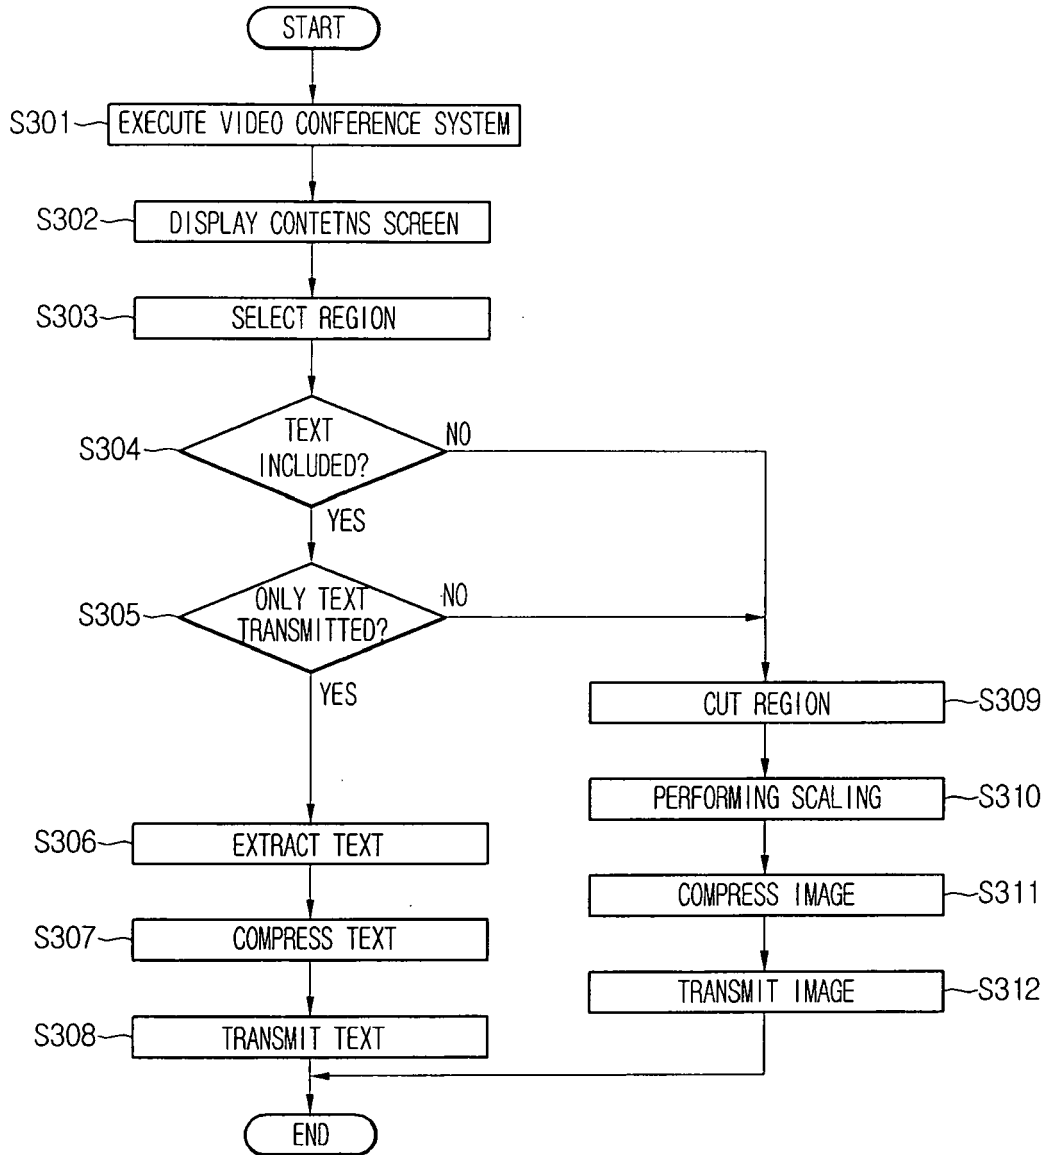 START
S301 EXECUTE VIDEO CONFERENCE SYSTEM
S302 DISPLAY CONTETNS SCREEN
S303 SELECT REGION
S304 TEXT
INCLUDED?
NO
YES
S305 ONLY TEXT
TRANSMITTED?
NO
YES
S306 EXTRACT TEXT
S307 COMPRESS TEXT
S308 TRANSMIT TEXT
CUT REGION S309
PERFORMING SCALING S310
COMPRESS IMAGE S311
TRANSMIT IMAGE S312
END